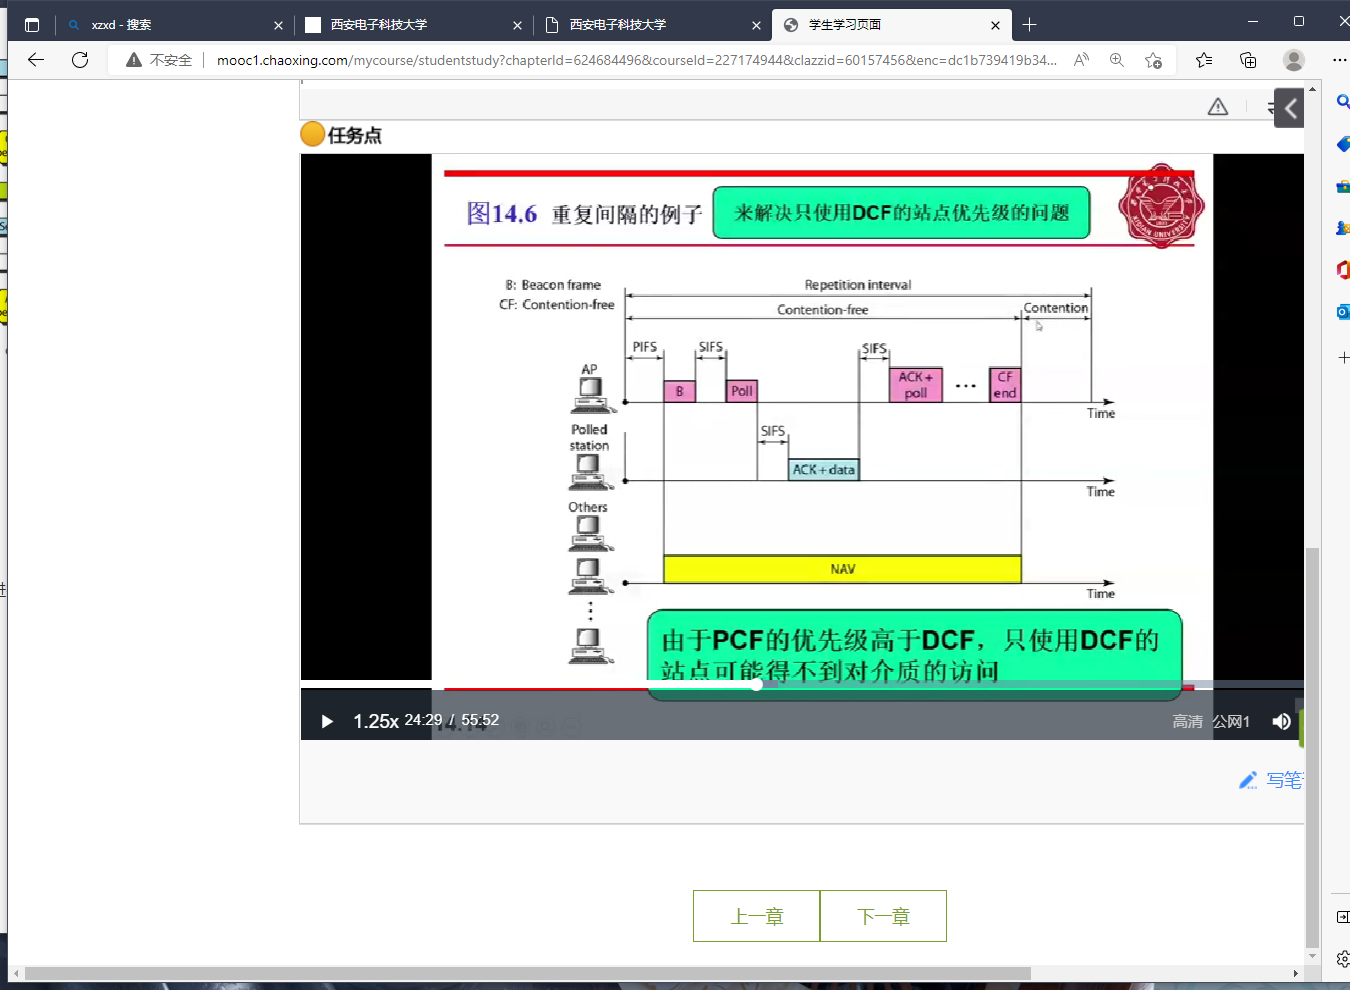 xzxd - 搜索
西安电子科技大学
西安电子科技大学
学生学习页面
不安全
mooc1.chaoxing.com/mycourse/studentstudy?chapterId=624684496&courseId=227174944&clazzid=60157456&enc=dc1b739419b34...
任务点
图14.6 重复间隔的例子
来解决只使用DCF的站点优先级的问题
B: Beacon frame
CF: Contention-free
Repetition interval
Contention-free
Contention
PIFS
SIFS
SIFS
AP
B
Poll
ACK+
poll
...
CF
end
Time
Polled
station
SIFS
ACK+data
Time
Others
NAV
Time
由于PCF的优先级高于DCF，只使用DCF的
站点可能得不到对介质的访问
14.14
1.25x 24:29 / 55:52
高清 公网1
写笔
上一章
下一章